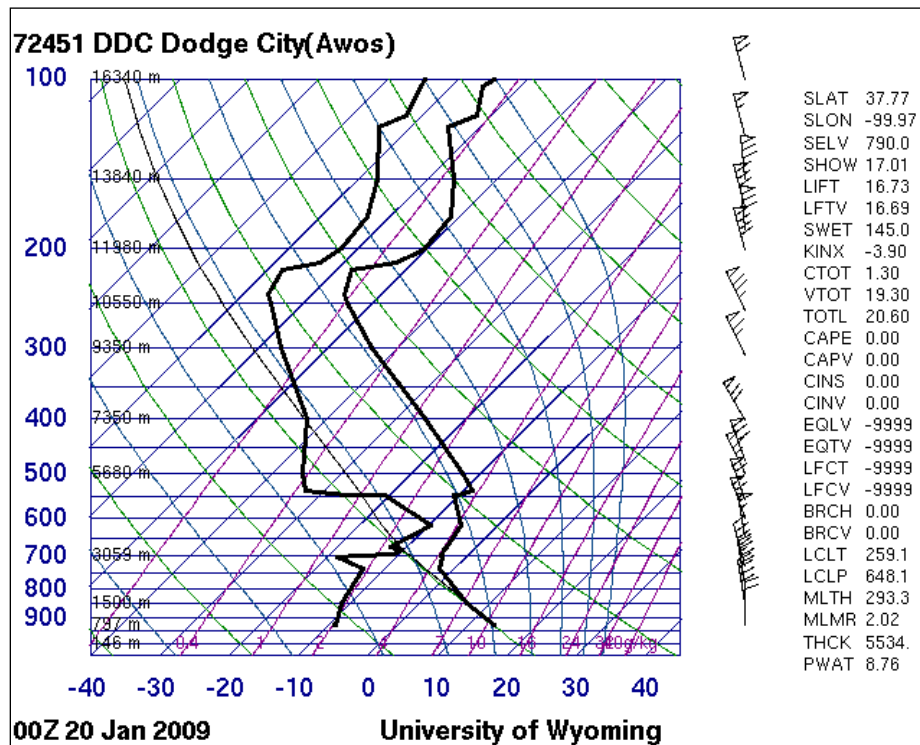 72451 DDC Dodge City(Awos)
100
16340 m
13840 m
200
11980 m
10550 m
300
9350 m
400
7350 m
500
5680 m
600
700
3059 m
800
1500 m
900
797 m
146 m
0.4
1
2
4
7
10
16
24
32
40g/kg
-40
-30
-20
-10
0
10
20
30
40
00Z 20 Jan 2009
University of Wyoming
SLAT 37.77
SLON -99.97
SELV 790.0
SHOW 17.01
LIFT 16.73
LFTV 16.69
SWET 145.0
KINX -3.90
CTOT 1.30
VTOT 19.30
TOTL 20.60
CAPE 0.00
CAPV 0.00
CINS 0.00
CINV 0.00
EQLV -9999
EQTV -9999
LFCT -9999
LFCV -9999
BRCH 0.00
BRCV 0.00
LCLT 259.1
LCLP 648.1
MLTH 293.3
MLMR 2.02
THCK 5534.
PWAT 8.76